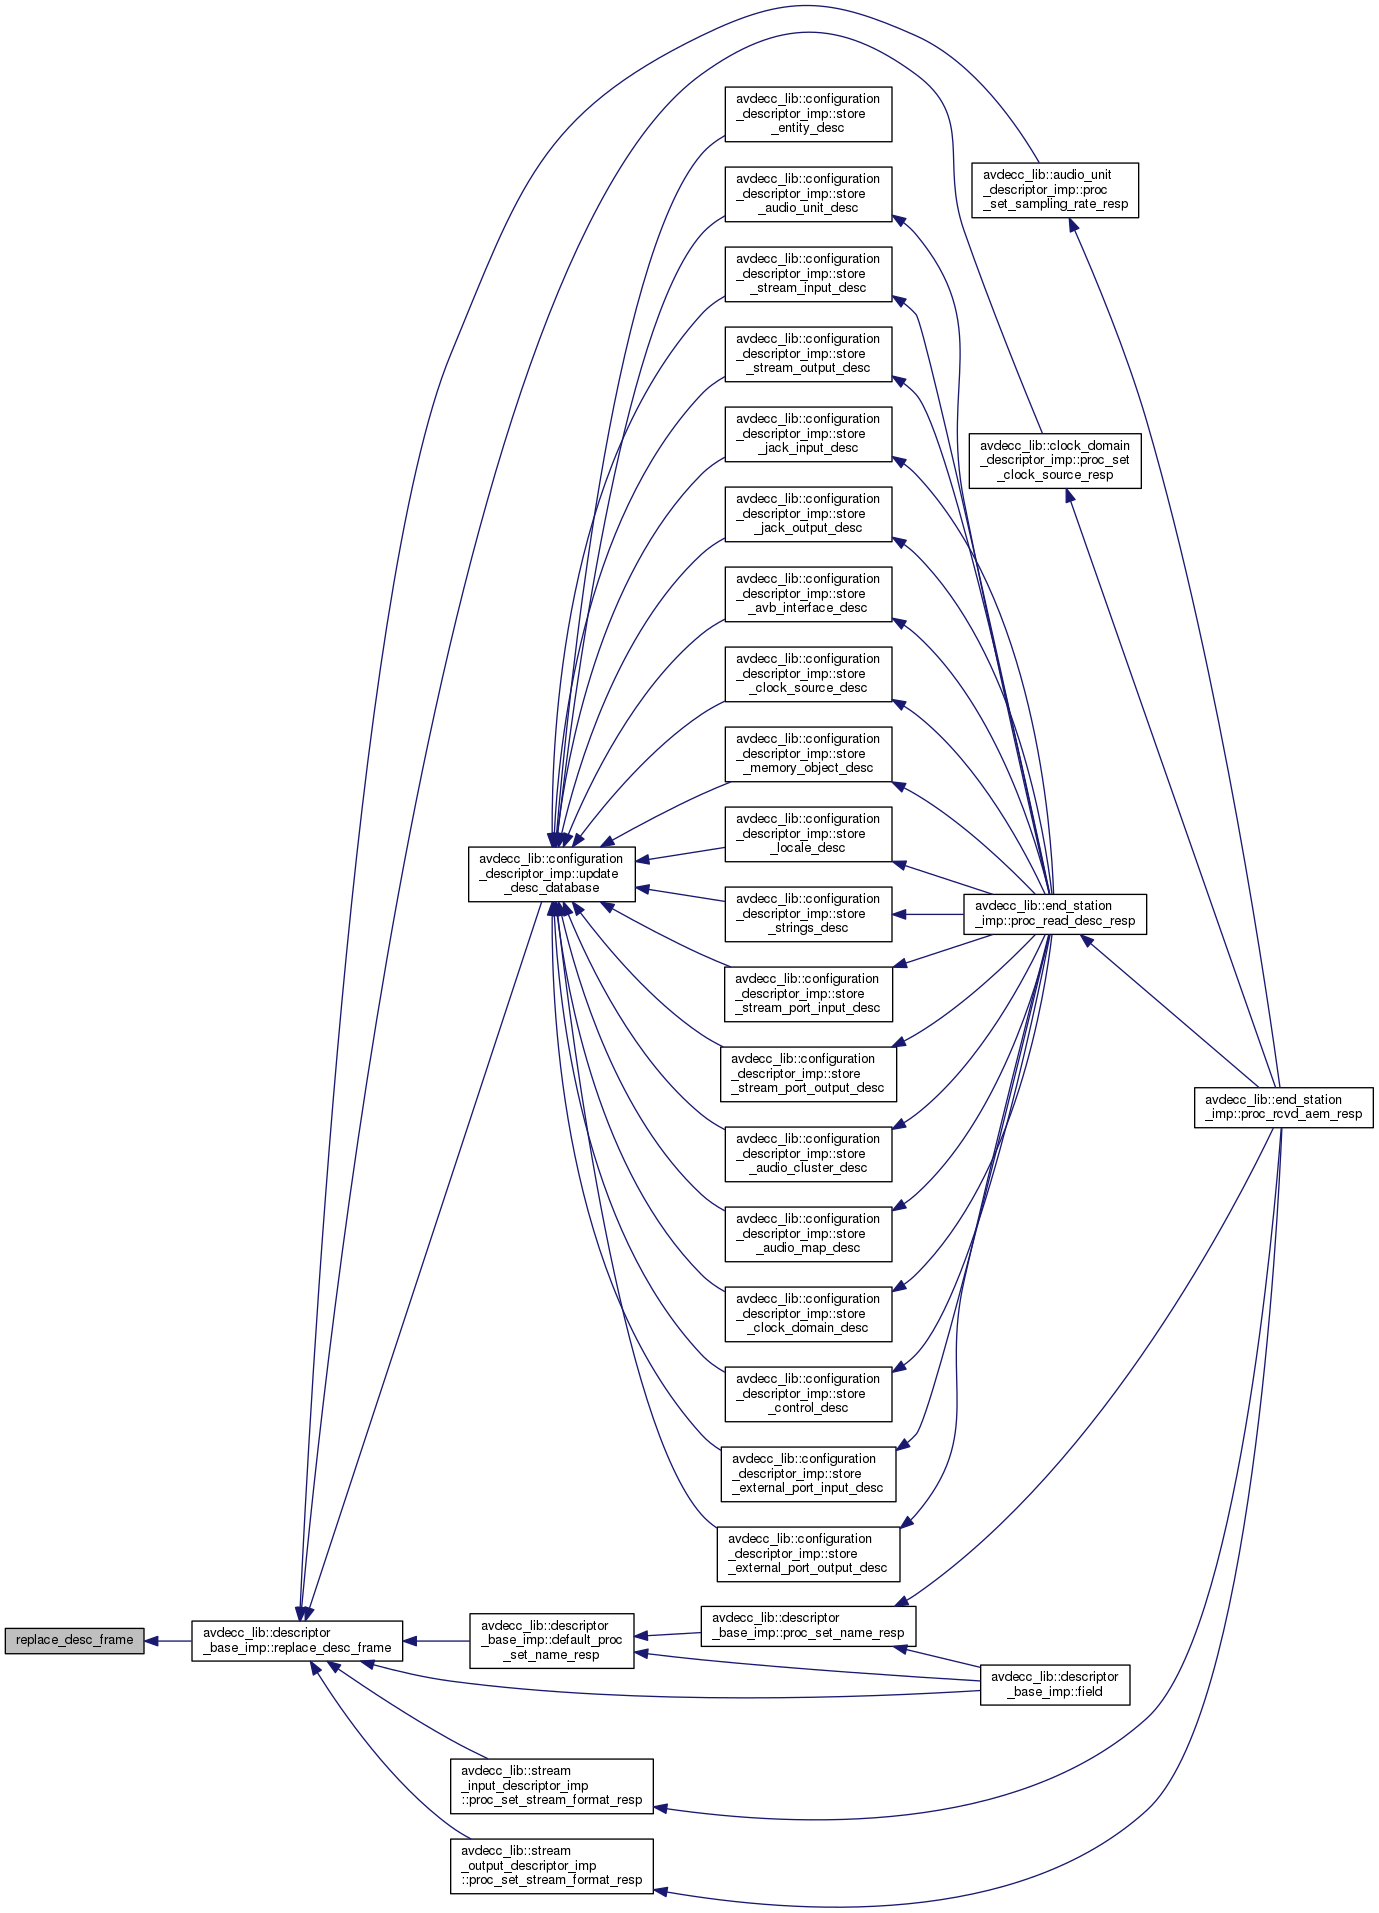 avdecc_lib::configuration
_descriptor_imp::store
_entity_desc
avdecc_lib::configuration
_descriptor_imp::store
_audio_unit_desc
avdecc_lib::audio_unit
_descriptor_imp::proc
_set_sampling_rate_resp
avdecc_lib::configuration
_descriptor_imp::store
_stream_input_desc
avdecc_lib::configuration
_descriptor_imp::store
_stream_output_desc
avdecc_lib::configuration
_descriptor_imp::store
_jack_input_desc
avdecc_lib::clock_domain
_descriptor_imp::proc_set
_clock_source_resp
avdecc_lib::configuration
_descriptor_imp::store
_jack_output_desc
avdecc_lib::configuration
_descriptor_imp::store
_avb_interface_desc
avdecc_lib::configuration
_descriptor_imp::store
_clock_source_desc
avdecc_lib::configuration
_descriptor_imp::store
_memory_object_desc
avdecc_lib::configuration
_descriptor_imp::store
_locale_desc
avdecc_lib::configuration
_descriptor_imp::update
_desc_database
avdecc_lib::configuration
_descriptor_imp::store
_strings_desc
avdecc_lib::end_station
_imp::proc_read_desc_resp
avdecc_lib::configuration
_descriptor_imp::store
_stream_port_input_desc
avdecc_lib::configuration
_descriptor_imp::store
_stream_port_output_desc
avdecc_lib::end_station
_imp::proc_rcvd_aem_resp
avdecc_lib::configuration
_descriptor_imp::store
_audio_cluster_desc
avdecc_lib::configuration
_descriptor_imp::store
_audio_map_desc
avdecc_lib::configuration
_descriptor_imp::store
_clock_domain_desc
avdecc_lib::configuration
_descriptor_imp::store
_control_desc
avdecc_lib::configuration
_descriptor_imp::store
_external_port_input_desc
avdecc_lib::configuration
_descriptor_imp::store
_external_port_output_desc
replace_desc_frame
avdecc_lib::descriptor
_base_imp::replace_desc_frame
avdecc_lib::descriptor
_base_imp::default_proc
_set_name_resp
avdecc_lib::descriptor
_base_imp::proc_set_name_resp
avdecc_lib::descriptor
_base_imp::field
avdecc_lib::stream
_input_descriptor_imp
::proc_set_stream_format_resp
avdecc_lib::stream
_output_descriptor_imp
::proc_set_stream_format_resp